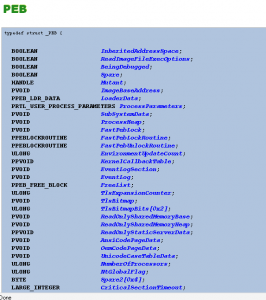 PEB
typedef struct _PEB {
BOOLEAN InheritedAddressSpace;
BOOLEAN ReadImageFileExecOptions;
BOOLEAN BeingDebugged;
BOOLEAN Spare;
HANDLE Mutant;
PVOID ImageBaseAddress;
PPEB_LDR_DATA LoaderData;
PRTL_USER_PROCESS_PARAMETERS ProcessParameters;
PVOID SubSystemData;
PVOID ProcessHeap;
PVOID FastPebLock;
PPEBLOCKROUTINE FastPebLockRoutine;
PPEBLOCKROUTINE FastPebUnlockRoutine;
ULONG EnvironmentUpdateCount;
PPVOID KernelCallbackTable;
PVOID EventLogSection;
PVOID EventLog;
PPEB_FREE_BLOCK FreeList;
ULONG TlsExpansionCounter;
PVOID TlsBitmap;
ULONG TlsBitmapBits[0x2];
PVOID ReadOnlySharedMemoryBase;
PVOID ReadOnlySharedMemoryHeap;
PPVOID ReadOnlyStaticServerData;
PVOID AnsiCodePageData;
PVOID OemCodePageData;
PVOID UnicodeCaseTableData;
ULONG NumberOfProcessors;
ULONG NtGlobalFlag;
BYTE Spare2[0x4];
LARGE_INTEGER CriticalSectionTimeout;
Done